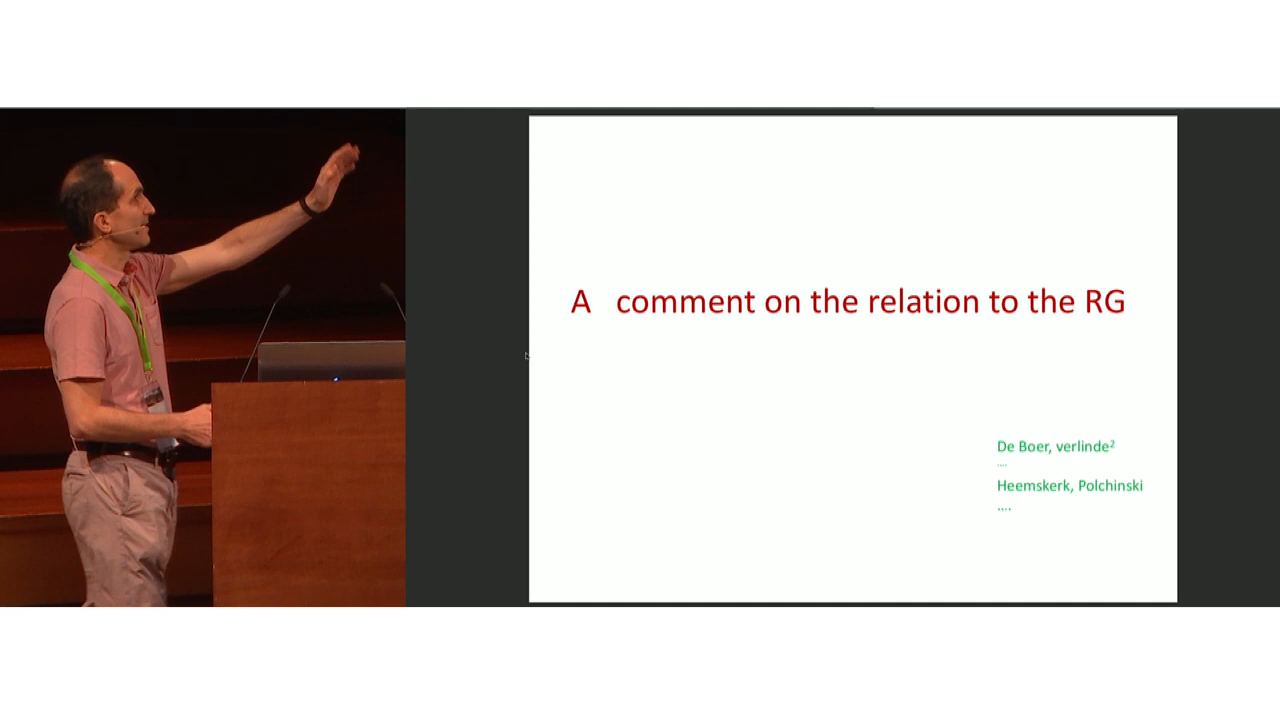 A comment on the relation to the RG
De Boer, verlinde²
....
Heemskerk, Polchinski
....